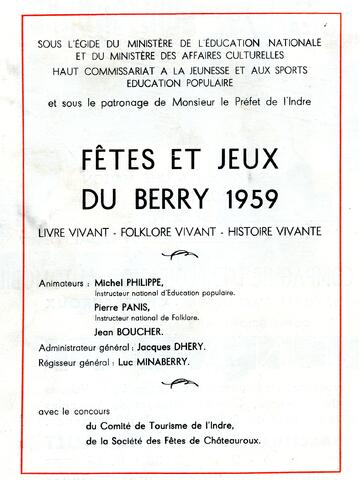 SOUS L'ÉGIDE DU MINISTÈRE DE L'ÉDUCATION NATIONALE
ET DU MINISTÈRE DES AFFAIRES CULTURELLES
HAUT COMMISSARIAT A LA JEUNESSE ET AUX SPORTS
EDUCATION POPULAIRE
et sous le patronage de Monsieur le Préfet de l'Indre
FÊTES ET JEUX
DU BERRY 1959
LIVRE VIVANT - FOLKLORE VIVANT - HISTOIRE VIVANTE
Animateurs : Michel PHILIPPE,
Instructeur national d'Education populaire.
Pierre PANIS,
Instructeur national de Folklore.
Jean BOUCHER.
Administrateur général : Jacques DHERY.
Régisseur général : Luc MINABERRY.
avec le concours
du Comité de Tourisme de l'Indre,
de la Société des Fêtes de Châteauroux.